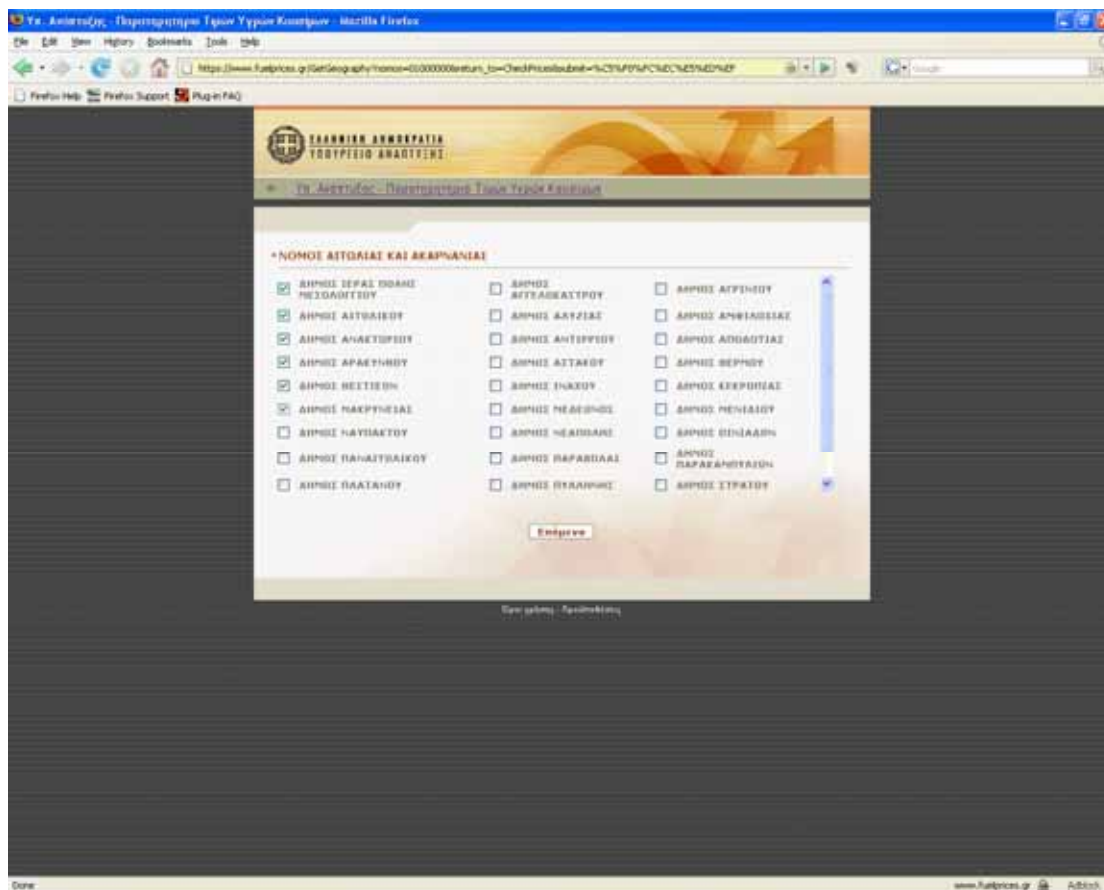 Υπ. Ανάπτυξης - Παρατηρητήριο Τιμών Υγρών Καυσίμων - Mozilla Firefox
File Edit View History Bookmarks Tools Help
Google
Firefox Help Firefox Support Plug-in FAQ
ΕΛΛΗΝΙΚΗ ΔΗΜΟΚΡΑΤΙΑ
ΥΠΟΥΡΓΕΙΟ ΑΝΑΠΤΥΞΗΣ
Υπ. Ανάπτυξης - Παρατηρητήριο Τιμών Υγρών Καυσίμων
ΝΟΜΟΣ ΑΙΤΩΛΙΑΣ ΚΑΙ ΑΚΑΡΝΑΝΙΑΣ
ΔΗΜΟΣ ΙΕΡΑΣ ΠΟΛΗΣ ΜΕΣΟΛΟΓΓΙΟΥ
ΔΗΜΟΣ ΑΓΓΕΛΟΚΑΣΤΡΟΥ
ΔΗΜΟΣ ΑΓΡΙΝΙΟΥ
ΔΗΜΟΣ ΑΙΤΩΛΙΚΟΥ
ΔΗΜΟΣ ΑΛΥΖΙΑΣ
ΔΗΜΟΣ ΑΜΦΙΛΟΧΙΑΣ
ΔΗΜΟΣ ΑΝΑΚΤΟΡΙΟΥ
ΔΗΜΟΣ ΑΝΤΙΡΡΙΟΥ
ΔΗΜΟΣ ΑΠΟΔΟΤΙΑΣ
ΔΗΜΟΣ ΑΡΑΚΥΝΘΟΥ
ΔΗΜΟΣ ΑΣΤΑΚΟΥ
ΔΗΜΟΣ ΘΕΡΜΟΥ
ΔΗΜΟΣ ΘΕΣΤΙΕΩΝ
ΔΗΜΟΣ ΙΝΑΧΟΥ
ΔΗΜΟΣ ΚΕΚΡΟΠΙΑΣ
ΔΗΜΟΣ ΜΑΚΡΥΝΕΙΑΣ
ΔΗΜΟΣ ΜΕΔΕΩΝΟΣ
ΔΗΜΟΣ ΜΕΝΙΔΙΟΥ
ΔΗΜΟΣ ΝΑΥΠΑΚΤΟΥ
ΔΗΜΟΣ ΝΕΑΠΟΛΗΣ
ΔΗΜΟΣ ΟΙΝΙΑΔΩΝ
ΔΗΜΟΣ ΠΑΝΑΙΤΩΛΙΚΟΥ
ΔΗΜΟΣ ΠΑΡΑΒΟΛΑΣ
ΔΗΜΟΣ ΠΑΡΑΚΑΜΠΥΛΙΩΝ
ΔΗΜΟΣ ΠΛΑΤΑΝΟΥ
ΔΗΜΟΣ ΠΥΛΛΗΝΗΣ
ΔΗΜΟΣ ΣΤΡΑΤΟΥ
Επόμενο
Όροι χρήσης - Προϋποθέσεις
Done
www.fuelprices.gr Adblock